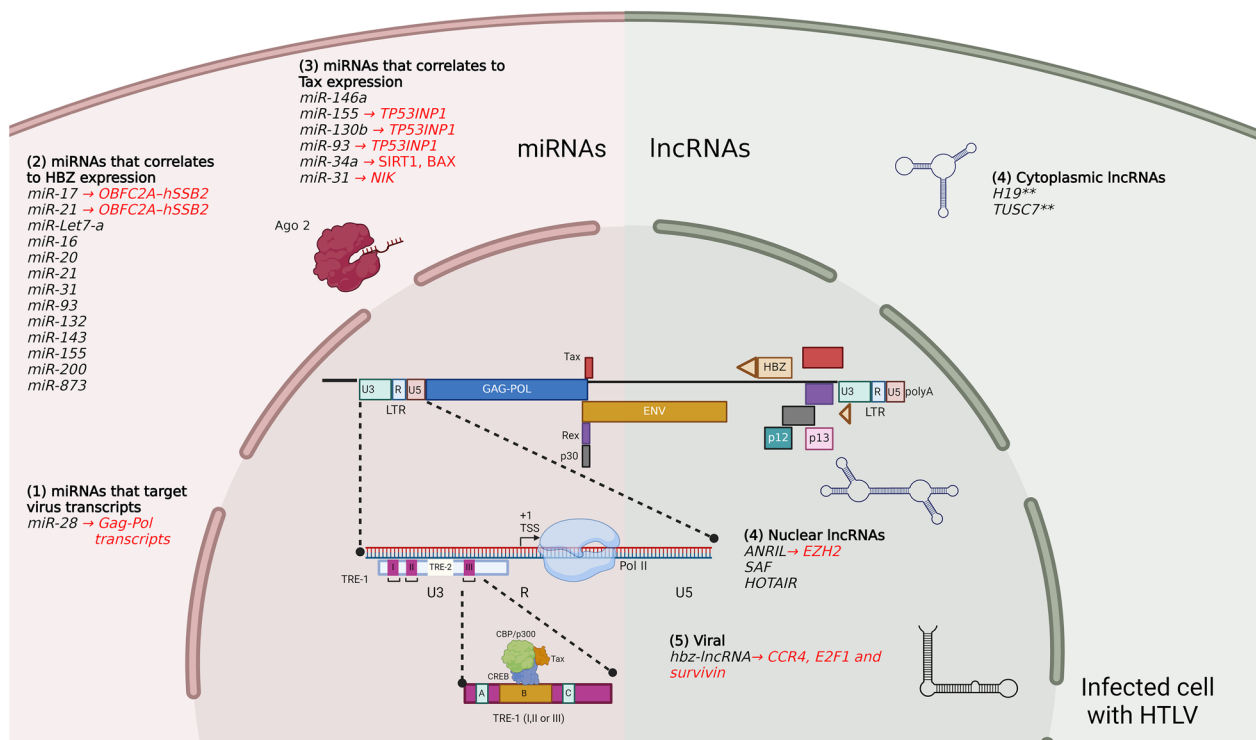 (3) miRNAs that correlates to
Tax expression
miR-146a
miR-155 → TP53INP1
miR-130b → TP53INP1
miR-93 → TP53INP1
miR-34a → SIRT1, BAX
miR-31 → NIK
miRNAs
lncRNAs
(2) miRNAs that correlates
to HBZ expression
miR-17 → OBFC2A–hSSB2
miR-21 → OBFC2A–hSSB2
miR-Let7-a
miR-16
miR-20
miR-21
miR-31
miR-93
miR-132
miR-143
miR-155
miR-200
miR-873
Ago 2
(4) Cytoplasmic lncRNAs
H19**
TUSC7**
Tax
HBZ
U3
R
U5
GAG-POL
U3
R
U5
polyA
LTR
ENV
LTR
Rex
p30
p12
p13
(1) miRNAs that target
virus transcripts
miR-28 → Gag-Pol
transcripts
+1
TSS
Pol II
TRE-1
I
II
TRE-2
III
U3
R
U5
(4) Nuclear lncRNAs
ANRIL→ EZH2
SAF
HOTAIR
CBP/p300
Tax
CREB
A
B
C
TRE-1 (I,II or III)
(5) Viral
hbz-lncRNA→ CCR4, E2F1 and
survivin
Infected cell
with HTLV